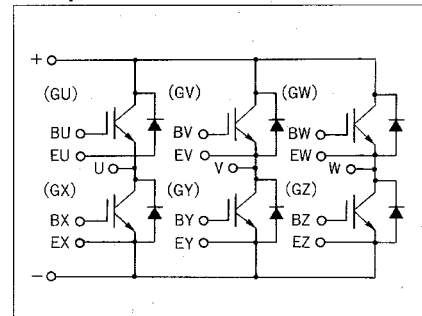 +
(GU) (GV) (GW)
BU BV BW
EU EV EW
U V W
(GX) (GY) (GZ)
BX BY BZ
EX EY EZ
−